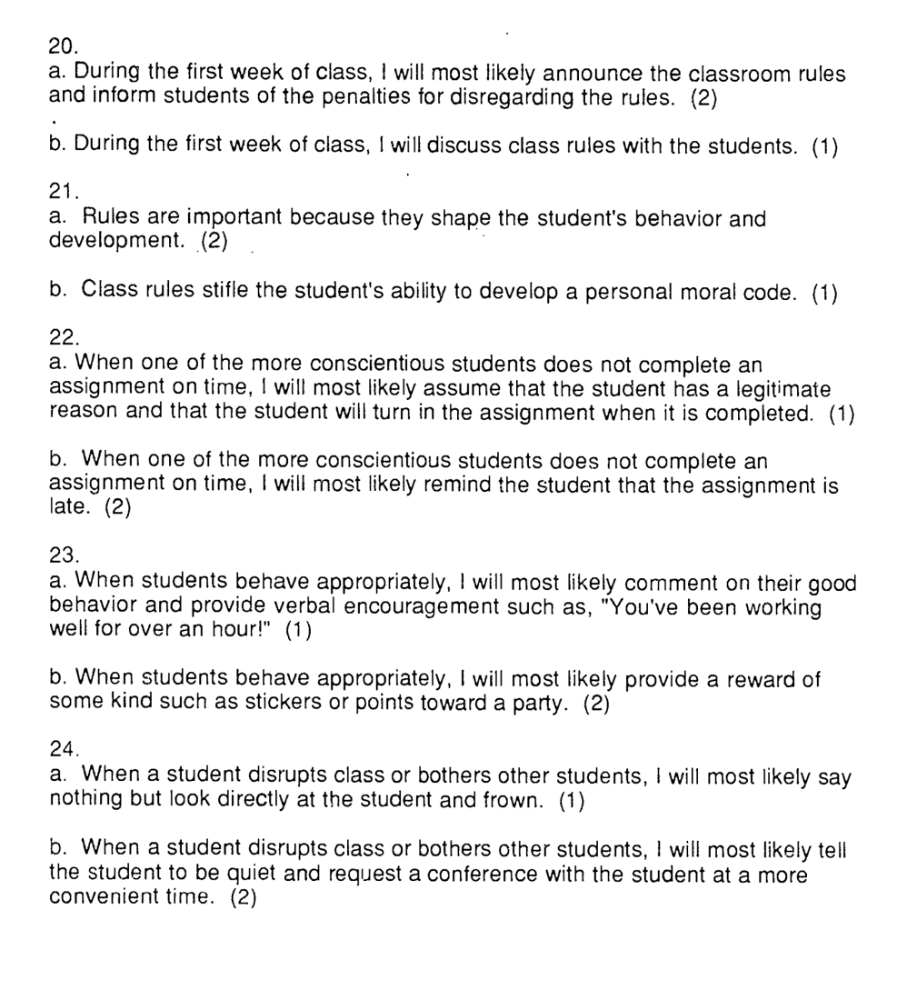 20.
a. During the first week of class, I will most likely announce the classroom rules
and inform students of the penalties for disregarding the rules. (2)
b. During the first week of class, I will discuss class rules with the students. (1)
21.
a. Rules are important because they shape the student's behavior and
development. (2)
b. Class rules stifle the student's ability to develop a personal moral code. (1)
22.
a. When one of the more conscientious students does not complete an
assignment on time, I will most likely assume that the student has a legitimate
reason and that the student will turn in the assignment when it is completed. (1)
b. When one of the more conscientious students does not complete an
assignment on time, I will most likely remind the student that the assignment is
late. (2)
23.
a. When students behave appropriately, I will most likely comment on their good
behavior and provide verbal encouragement such as, "You've been working
well for over an hour!" (1)
b. When students behave appropriately, I will most likely provide a reward of
some kind such as stickers or points toward a party. (2)
24.
a. When a student disrupts class or bothers other students, I will most likely say
nothing but look directly at the student and frown. (1)
b. When a student disrupts class or bothers other students, I will most likely tell
the student to be quiet and request a conference with the student at a more
convenient time. (2)